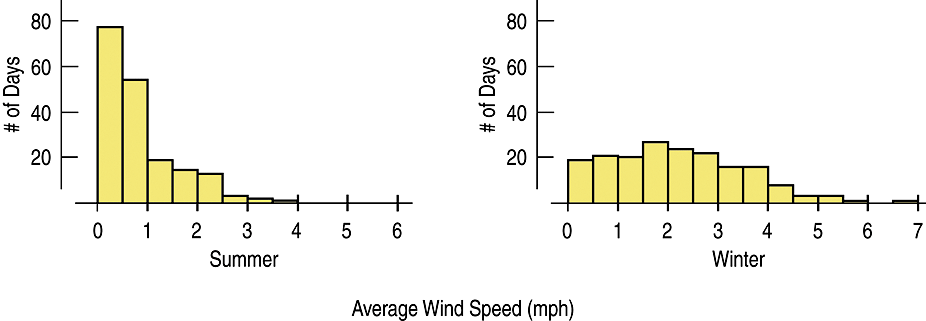 # of Days
80
60
40
20
0 1 2 3 4 5 6
Summer
# of Days
80
60
40
20
0 1 2 3 4 5 6 7
Winter
Average Wind Speed (mph)